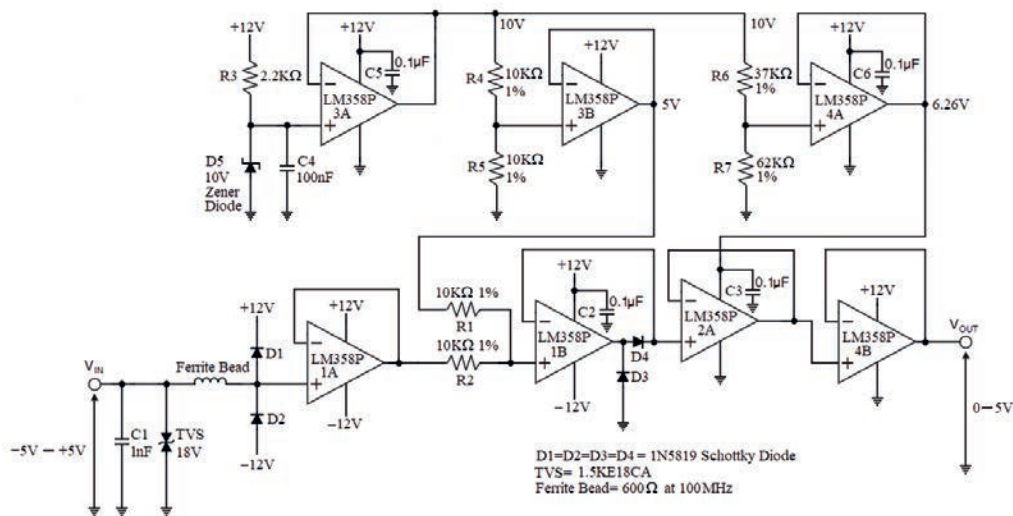 +12V
R3
2.2KΩ
D5
10V
Zener
Diode
C4
100nF
+12V
C5
0.1μF
LM358P
3A
10V
R4
10KΩ
1%
R5
10KΩ
1%
+12V
LM358P
3B
5V
10V
R6
37KΩ
1%
R7
62KΩ
1%
+12V
C6
0.1μF
LM358P
4A
6.26V
VIN
−5V − +5V
C1
1nF
TVS
18V
Ferrite Bead
+12V
D1
D2
−12V
+12V
LM358P
1A
−12V
10KΩ 1%
R1
10KΩ 1%
R2
+12V
C2
0.1μF
LM358P
1B
−12V
D4
D3
C3
0.1μF
LM358P
2A
+12V
LM358P
4B
VOUT
0−5V
D1=D2=D3=D4 = 1N5819 Schottky Diode
TVS= 1.5KE18CA
Ferrite Bead= 600Ω at 100MHz